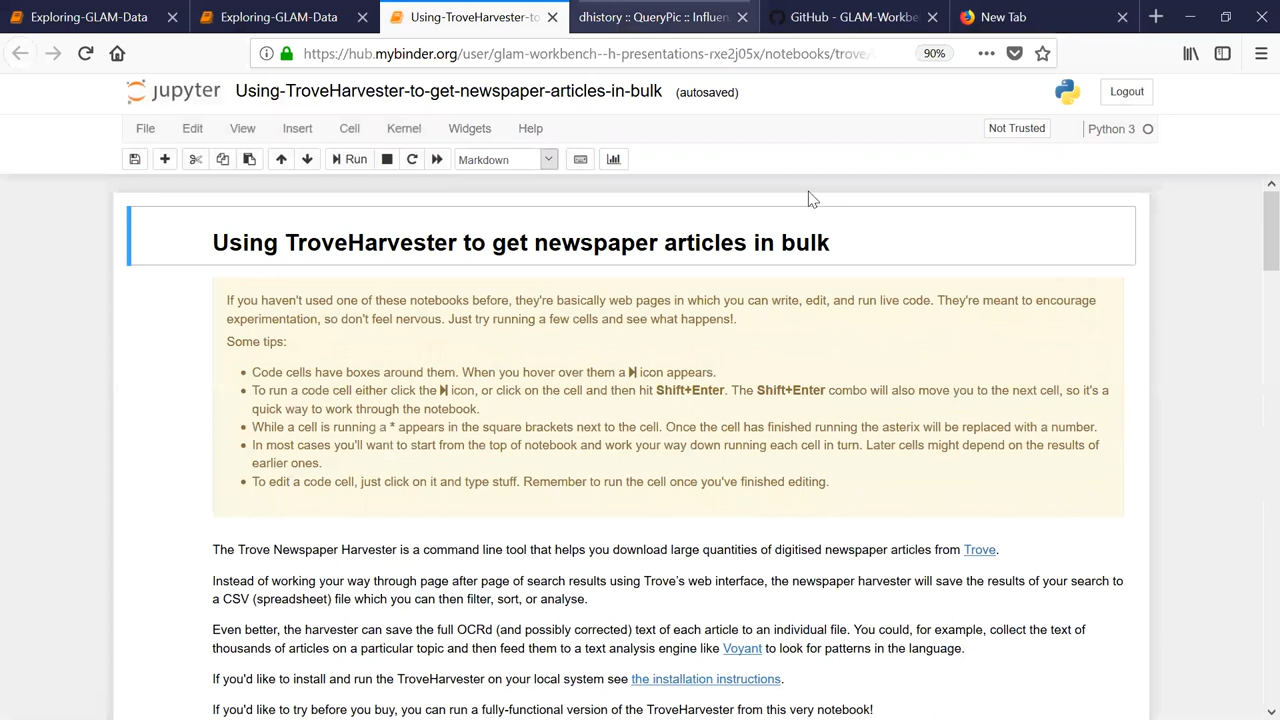 Exploring-GLAM-Data
Exploring-GLAM-Data
Using-TroveHarvester-to-
dhistory :: QueryPic :: Influen
GitHub - GLAM-Workbe
New Tab
https://hub.mybinder.org/user/glam-workbench--h-presentations-rxe2j05x/notebooks/trove/
90%
jupyter
Using-TroveHarvester-to-get-newspaper-articles-in-bulk
(autosaved)
Logout
File Edit View Insert Cell Kernel Widgets Help
Not Trusted
Python 3
Run
Markdown
Using TroveHarvester to get newspaper articles in bulk
If you haven't used one of these notebooks before, they're basically web pages in which you can write, edit, and run live code. They're meant to encourage
experimentation, so don't feel nervous. Just try running a few cells and see what happens!.
Some tips:
• Code cells have boxes around them. When you hover over them a icon appears.
• To run a code cell either click the icon, or click on the cell and then hit Shift+Enter. The Shift+Enter combo will also move you to the next cell, so it's a
quick way to work through the notebook.
• While a cell is running a * appears in the square brackets next to the cell. Once the cell has finished running the asterix will be replaced with a number.
• In most cases you'll want to start from the top of notebook and work your way down running each cell in turn. Later cells might depend on the results of
earlier ones.
• To edit a code cell, just click on it and type stuff. Remember to run the cell once you've finished editing.
The Trove Newspaper Harvester is a command line tool that helps you download large quantities of digitised newspaper articles from Trove.
Instead of working your way through page after page of search results using Trove's web interface, the newspaper harvester will save the results of your search to
a CSV (spreadsheet) file which you can then filter, sort, or analyse.
Even better, the harvester can save the full OCRd (and possibly corrected) text of each article to an individual file. You could, for example, collect the text of
thousands of articles on a particular topic and then feed them to a text analysis engine like Voyant to look for patterns in the language.
If you'd like to install and run the TroveHarvester on your local system see the installation instructions.
If you'd like to try before you buy, you can run a fully-functional version of the TroveHarvester from this very notebook!